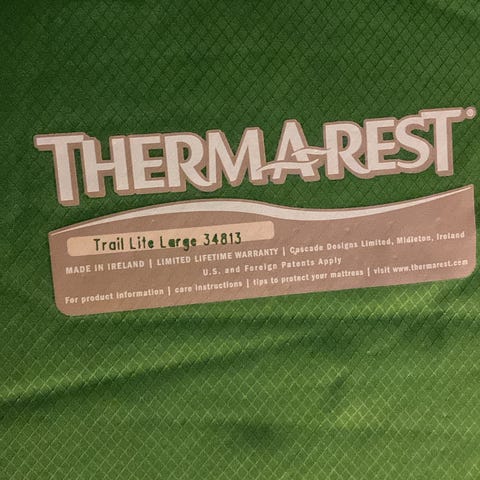 THERM-A-REST®
Trail Lite Large 34813
MADE IN IRELAND | LIMITED LIFETIME WARRANTY | Cascade Designs Limited, Midleton, Ireland
U.S. and Foreign Patents Apply
For product information | care instructions | tips to protect your mattress | visit www.thermarest.com